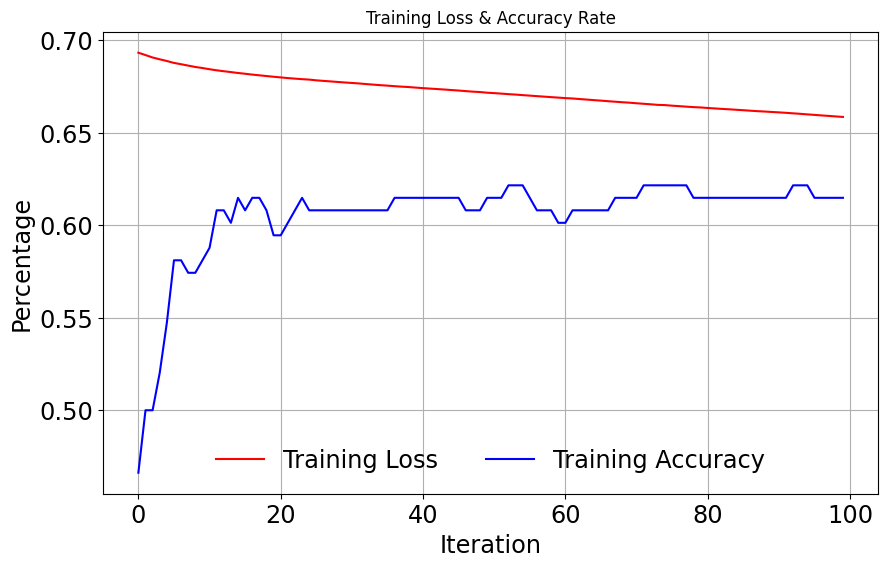 Training Loss & Accuracy Rate
0.70
0.65
0.60
0.55
0.50
Percentage
Training Loss
Training Accuracy
0 20 40 60 80 100
Iteration